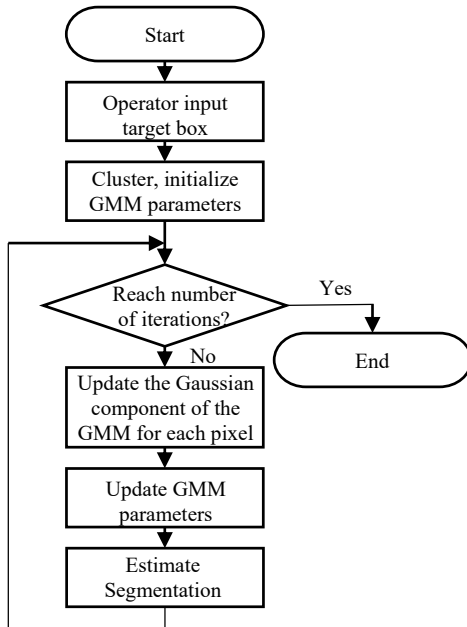 Start
Operator input
target box
Cluster, initialize
GMM parameters
Reach number
of iterations?
Yes
End
No
Update the Gaussian
component of the
GMM for each pixel
Update GMM
parameters
Estimate
Segmentation